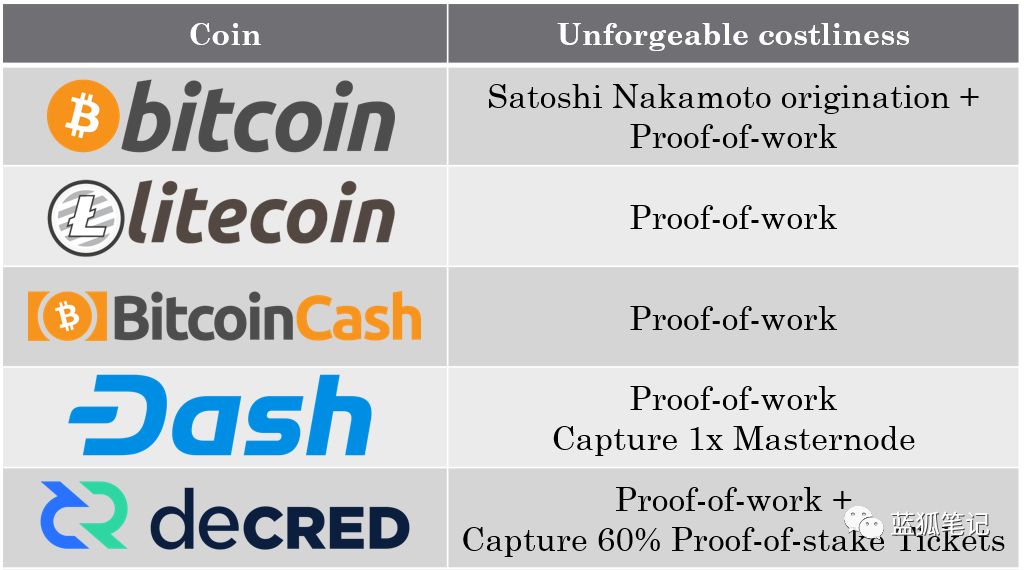 Coin
Unforgeable costliness
bitcoin
Satoshi Nakamoto origination +
Proof-of-work
litecoin
Proof-of-work
BitcoinCash
Proof-of-work
Dash
Proof-of-work
Capture 1x Masternode
deCRED
Proof-of-work +
Capture 60% Proof-of-stake Tickets
蓝狐笔记